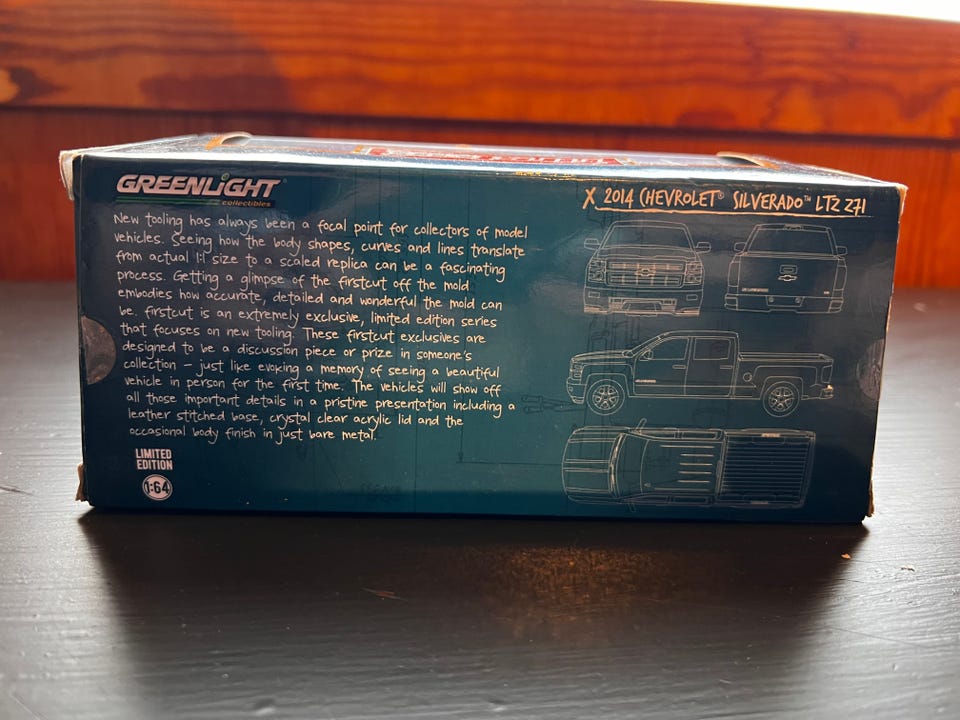 GREENLIGHT
collectibles
New tooling has always been a focal point for collectors of model
vehicles. Seeing how the body shapes, curves and lines translate
from actual 1:1 size to a scaled replica can be a fascinating
process. Getting a glimpse of the firstcut off the mold
embodies how accurate, detailed and wonderful the mold can
be. firstcut is an extremely exclusive, limited edition series
that focuses on new tooling. These firstcut exclusives are
designed to be a discussion piece or prize in someone's
collection – just like evoking a memory of seeing a beautiful
vehicle in person for the first time. The vehicles will show off
all those important details in a pristine presentation including a
leather stitched base, crystal clear acrylic lid and the
occasional body finish in just bare metal.
LIMITED
EDITION
1:64
X 2014 CHEVROLET® SILVERADO™ LTZ Z71